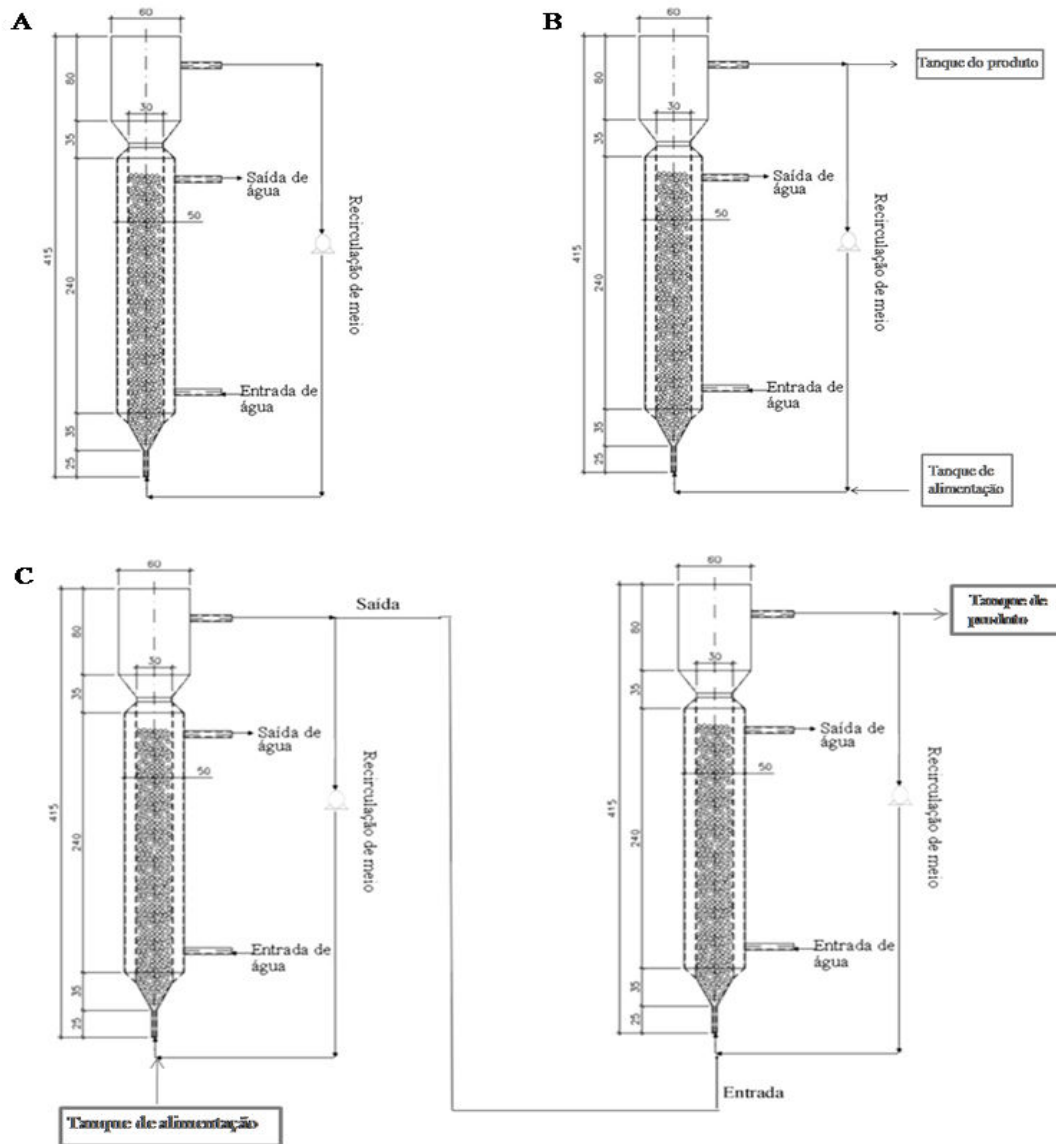 A
60
415
80
35
240
35
25
30
50
Saída de
água
Entrada de
água
Recirculação de meio
B
60
415
80
35
240
35
25
30
50
Saída de
água
Entrada de
água
Recirculação de meio
Tanque do produto
Tanque de
alimentação
C
60
415
80
35
240
35
25
30
50
Saída de
água
Entrada de
água
Recirculação de meio
Saída
Tanque de alimentação
60
415
80
35
240
35
25
30
50
Saída de
água
Entrada de
água
Recirculação de meio
Entrada
Tanque de
produto